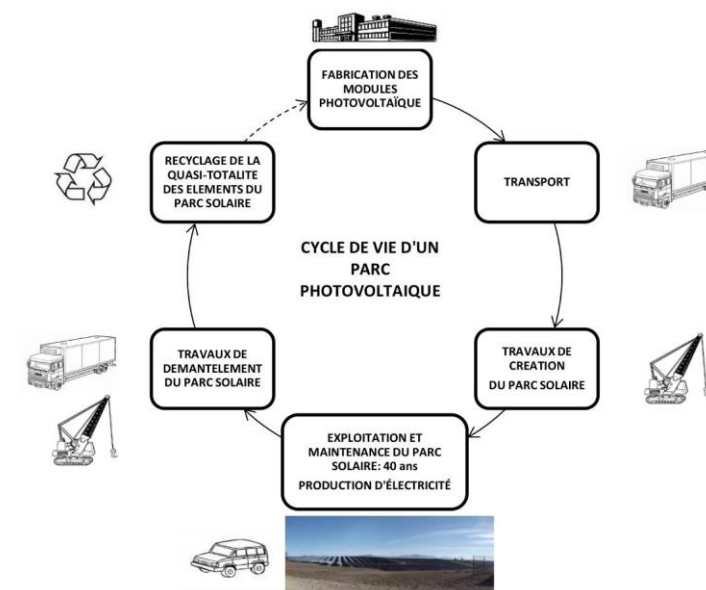 FABRICATION DES
MODULES
PHOTOVOLTAÏQUE
RECYCLAGE DE LA
QUASI-TOTALITE
DES ELEMENTS DU
PARC SOLAIRE
TRANSPORT
CYCLE DE VIE D'UN
PARC
PHOTOVOLTAIQUE
TRAVAUX DE
DEMANTELEMENT
DU PARC SOLAIRE
TRAVAUX DE
CREATION
DU PARC SOLAIRE
EXPLOITATION ET
MAINTENANCE DU PARC
SOLAIRE: 40 ans
PRODUCTION D'ÉLECTRICITÉ